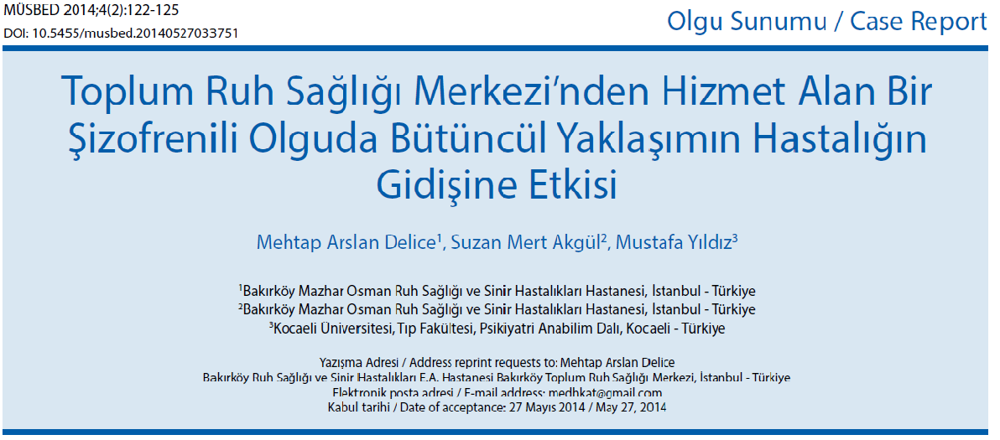 MÜSBED 2014;4(2):122-125
DOI: 10.5455/musbed.20140527033751
Olgu Sunumu / Case Report
Toplum Ruh Sağlığı Merkezi’nden Hizmet Alan Bir
Şizofrenili Olguda Bütüncül Yaklaşımın Hastalığın
Gidişine Etkisi
Mehtap Arslan Delice¹, Suzan Mert Akgül², Mustafa Yıldız³
¹Bakırköy Mazhar Osman Ruh Sağlığı ve Sinir Hastalıkları Hastanesi, İstanbul - Türkiye
²Bakırköy Mazhar Osman Ruh Sağlığı ve Sinir Hastalıkları Hastanesi, İstanbul - Türkiye
³Kocaeli Üniversitesi, Tıp Fakültesi, Psikiyatri Anabilim Dalı, Kocaeli - Türkiye
Yazışma Adresi / Address reprint requests to: Mehtap Arslan Delice
Bakırköy Ruh Sağlığı ve Sinir Hastalıkları E.A. Hastanesi Bakırköy Toplum Ruh Sağlığı Merkezi, İstanbul - Türkiye
Elektronik posta adresi / E-mail address: medhkat@gmail.com
Kabul tarihi / Date of acceptance: 27 Mayıs 2014 / May 27, 2014